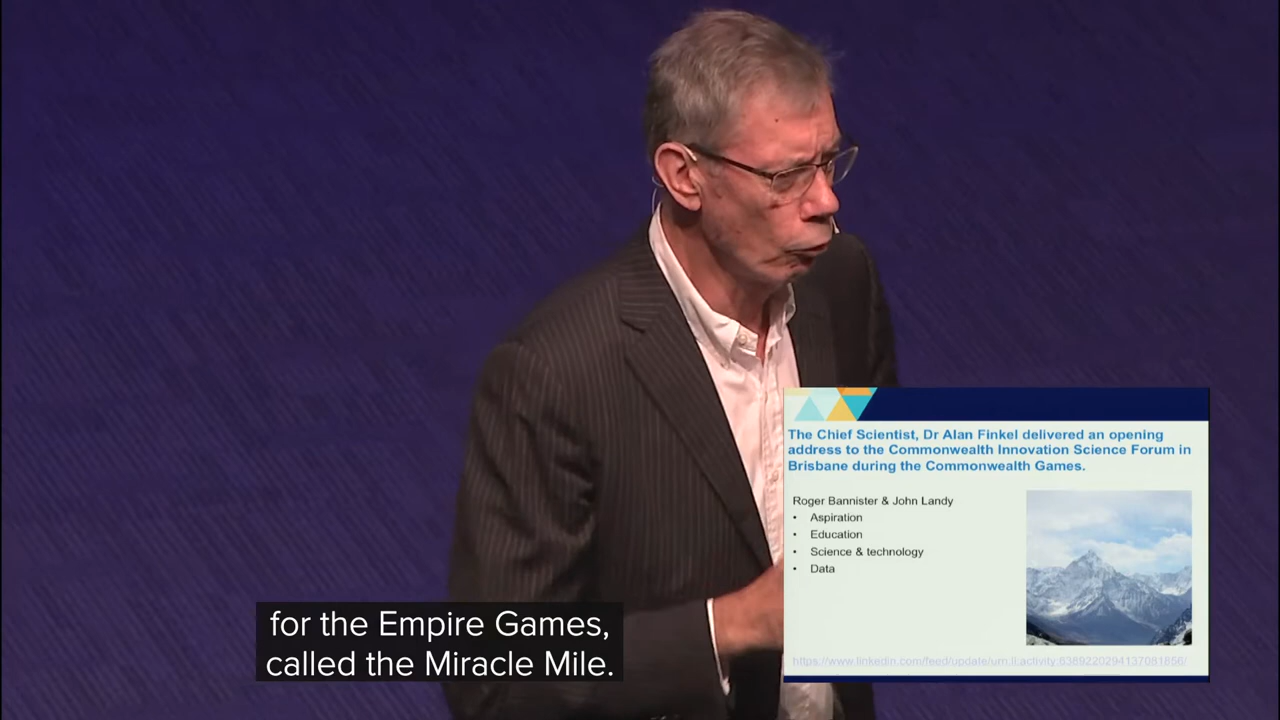 The Chief Scientist, Dr Alan Finkel delivered an opening
address to the Commonwealth Innovation Science Forum in
Brisbane during the Commonwealth Games.
Roger Bannister & John Landy
• Aspiration
• Education
• Science & technology
• Data
for the Empire Games,
called the Miracle Mile.